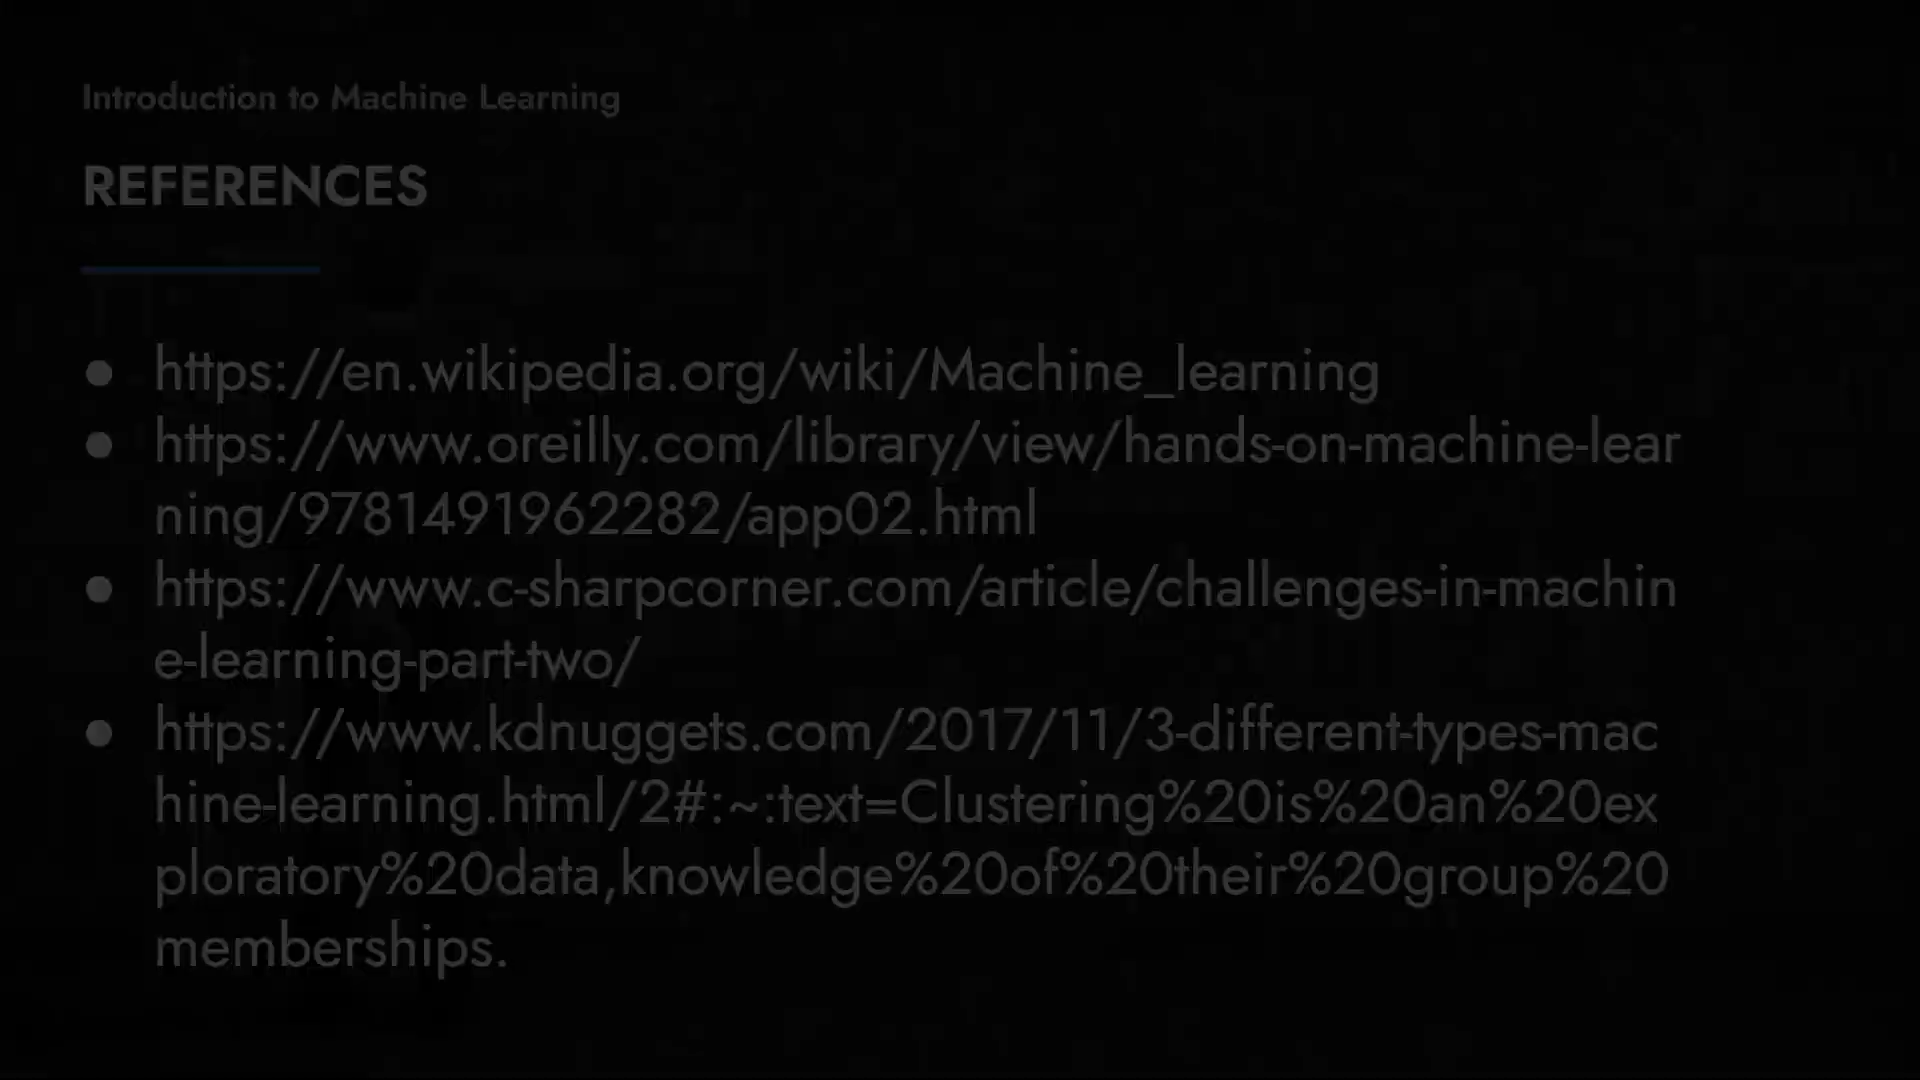 Introduction to Machine Learning
REFERENCES
● https://en.wikipedia.org/wiki/Machine_learning
● https://www.oreilly.com/library/view/hands-on-machine-lear
ning/9781491962282/app02.html
● https://www.c-sharpcorner.com/article/challenges-in-machin
e-learning-part-two/
● https://www.kdnuggets.com/2017/11/3-different-types-mac
hine-learning.html/2#:~:text=Clustering%20is%20an%20ex
ploratory%20data,knowledge%20of%20their%20group%20
memberships.